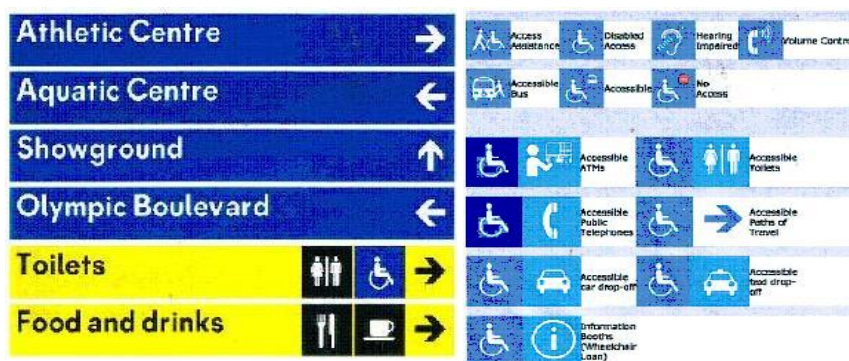 Athletic Centre
Aquatic Centre
Showground
Olympic Boulevard
Toilets
Food and drinks
Access
Assistance
Disabled
Access
Hearing
Impaired
Volume Contro
Accessible
Bus
Accessible
No
Access
Accessible
ATMs
Accessible
Toilets
Accessible
Public
Telephones
Accessible
Paths of
Travel
Accessible
car drop-off
Accessible
taxi drop-
off
Information
Booths
(Wheelchair
Loan)